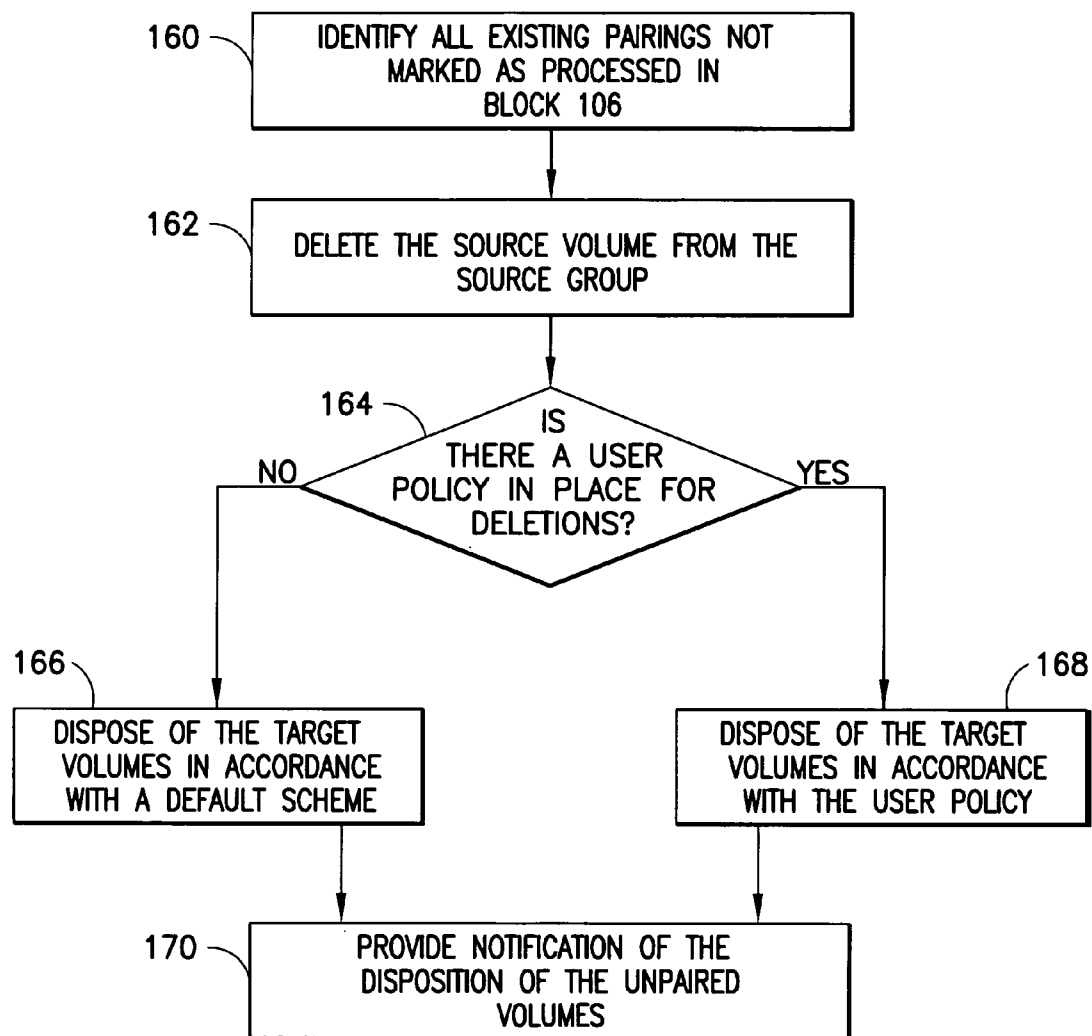 160
IDENTIFY ALL EXISTING PAIRINGS NOT
MARKED AS PROCESSED IN
BLOCK 106
162
DELETE THE SOURCE VOLUME FROM THE
SOURCE GROUP
164
IS
THERE A USER
POLICY IN PLACE FOR
DELETIONS?
NO
YES
166
DISPOSE OF THE TARGET
VOLUMES IN ACCORDANCE
WITH A DEFAULT SCHEME
168
DISPOSE OF THE TARGET
VOLUMES IN ACCORDANCE
WITH THE USER POLICY
170
PROVIDE NOTIFICATION OF THE
DISPOSITION OF THE UNPAIRED
VOLUMES